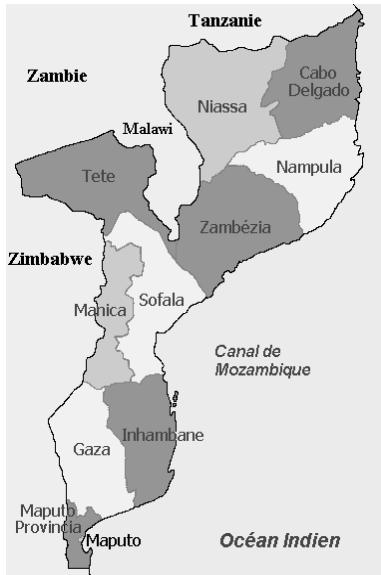 Tanzanie
Cabo
Delgado
Zambie
Niassa
Malawi
Nampula
Tete
Zambézia
Zimbabwe
Sofala
Manica
Canal de
Mozambique
Inhambane
Gaza
Maputo
Provincia
Maputo
Océan Indien